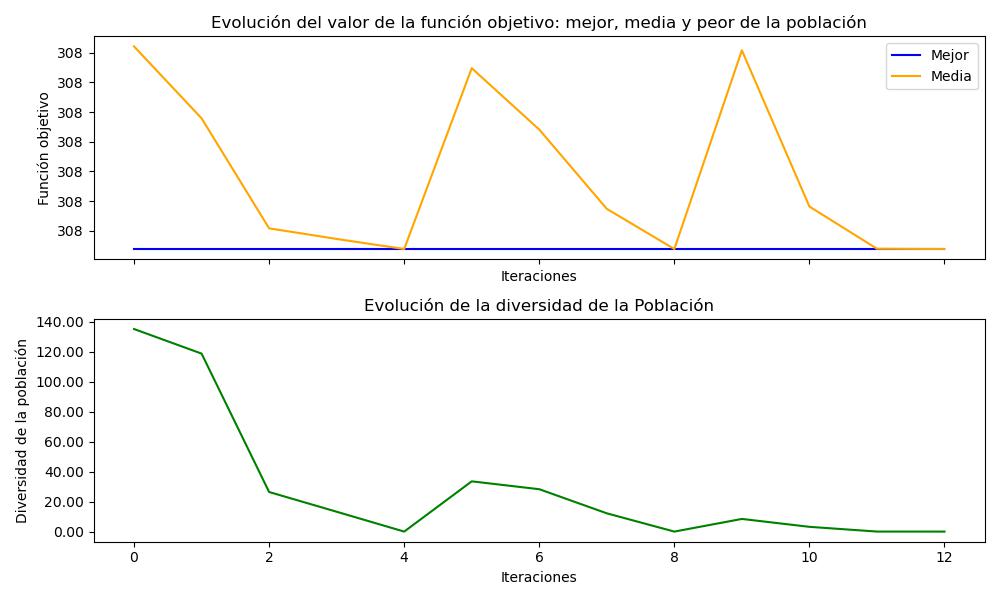 Evolución del valor de la función objetivo: mejor, media y peor de la población
Función objetivo
308
308
308
308
308
308
308
Mejor
Media
Iteraciones
Evolución de la diversidad de la Población
Diversidad de la población
140.00
120.00
100.00
80.00
60.00
40.00
20.00
0.00
0 2 4 6 8 10 12
Iteraciones